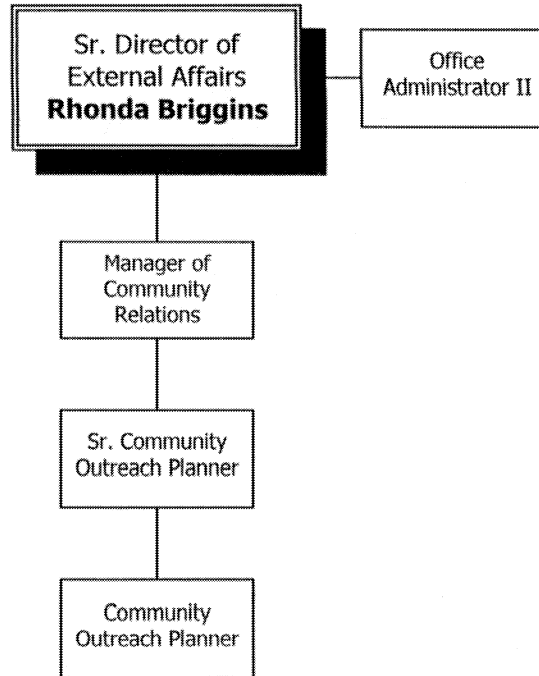 Sr. Director of
External Affairs
Rhonda Briggins
Office
Administrator II
Manager of
Community
Relations
Sr. Community
Outreach Planner
Community
Outreach Planner